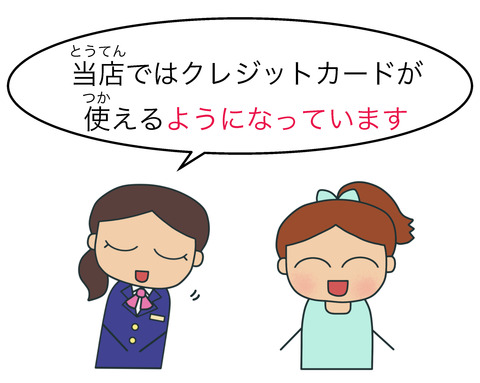 とうてん
当店ではクレジットカードが
つか
使えるようになっています